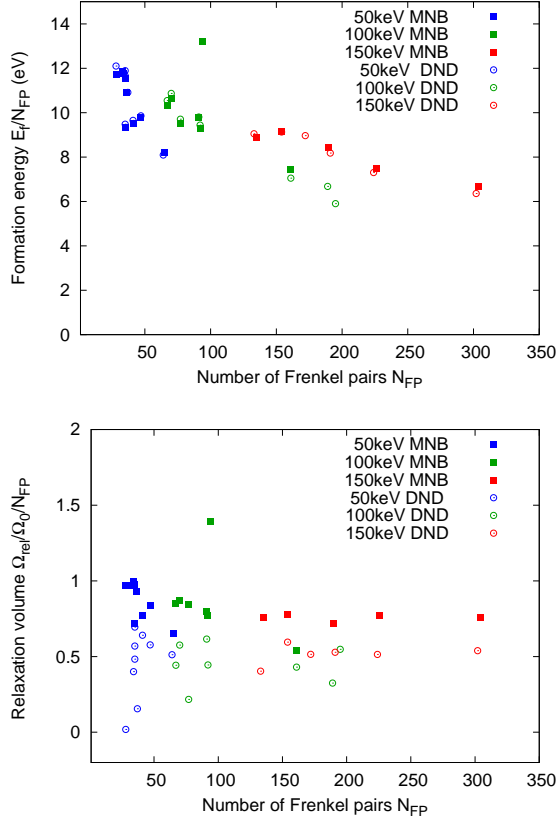 14
12
10
8
6
4
2
0
Formation energy E_f/N_FP (eV)
50keV MNB
100keV MNB
150keV MNB
50keV DND
100keV DND
150keV DND
50 100 150 200 250 300 350
Number of Frenkel pairs N_FP
2
1.5
1
0.5
0
Relaxation volume Ω_rel/Ω_0/N_FP
50keV MNB
100keV MNB
150keV MNB
50keV DND
100keV DND
150keV DND
50 100 150 200 250 300 350
Number of Frenkel pairs N_FP